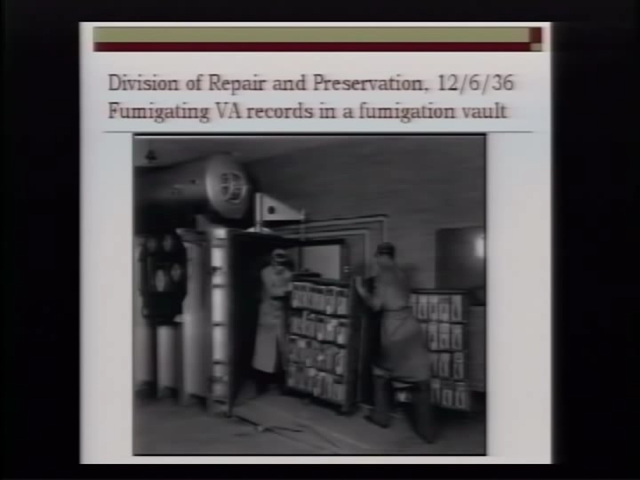 Division of Repair and Preservation, 12/6/36
Fumigating VA records in a fumigation vault